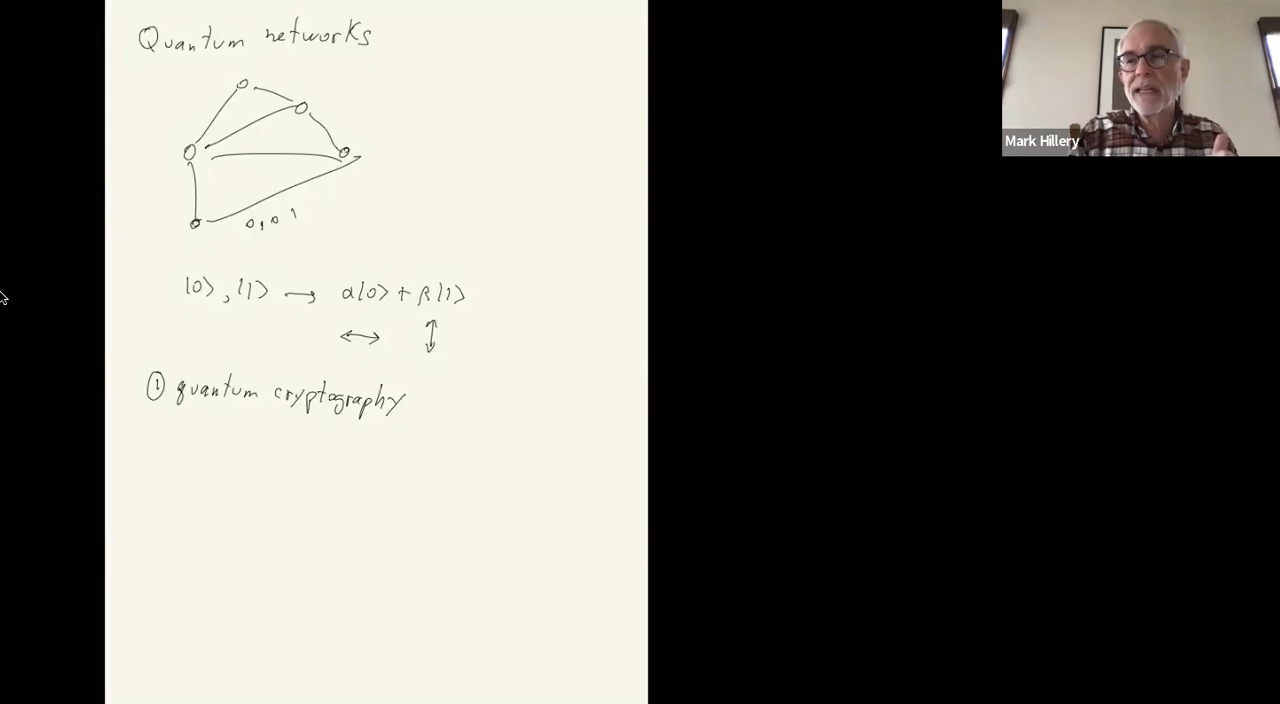 Quantum networks
0, 0 1
|0⟩, |1⟩ → α|0⟩ + β|1⟩
↔ ↕
① quantum cryptography
Mark Hillery